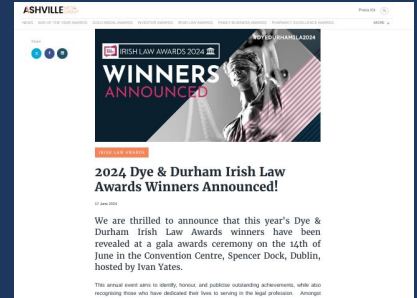 ASHVILLE
Press Kit
NEWS BAR OF THE YEAR AWARDS GOLD MEDAL AWARDS INVESTOR AWARDS IRISH LAW AWARDS FAMILY BUSINESS AWARDS PHARMACY EXCELLENCE AWARDS MORE
Share
#DYEDURHAMILA2024
IRISH LAW AWARDS 2024
WINNERS
ANNOUNCED
IRISH LAW AWARDS
2024 Dye & Durham Irish Law
Awards Winners Announced!
17 June 2024
We are thrilled to announce that this year's Dye &
Durham Irish Law Awards winners have been
revealed at a gala awards ceremony on the 14th of
June in the Convention Centre, Spencer Dock, Dublin,
hosted by Ivan Yates.
This annual event aims to identify, honour, and publicise outstanding achievements, while also
recognising those who have dedicated their lives to serving in the legal profession. Amongst